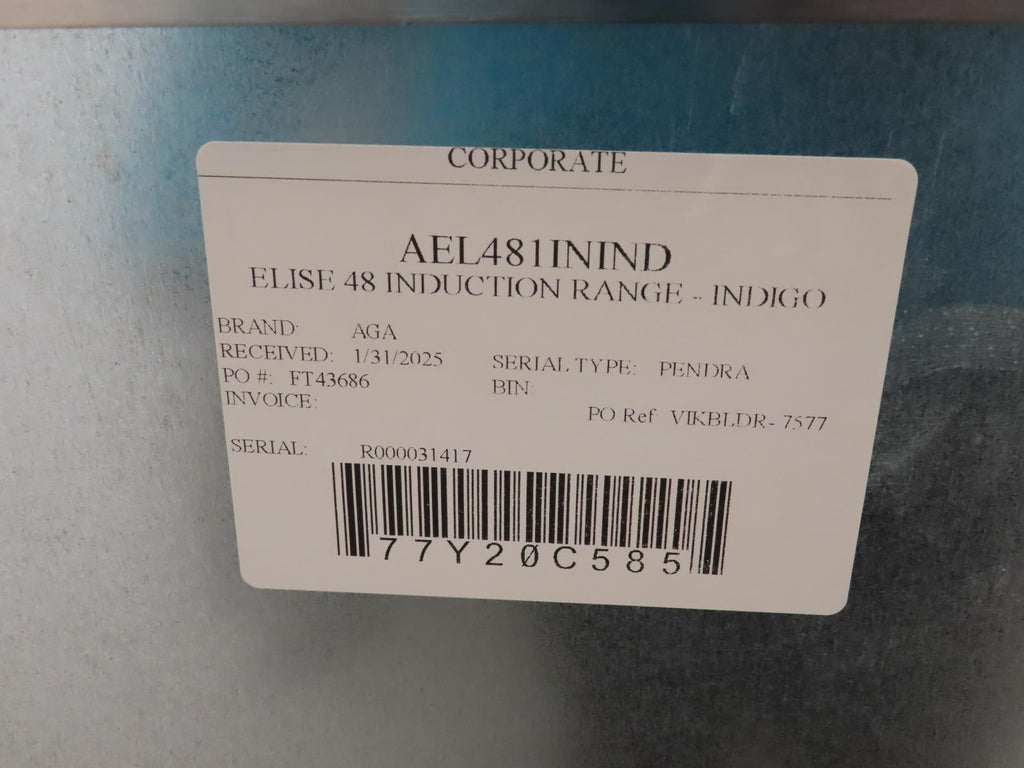 CORPORATE
AEL481ININD
ELISE 48 INDUCTION RANGE - INDIGO
BRAND: AGA
RECEIVED: 1/31/2025 SERIAL TYPE: PENDRA
PO #: FT43686 BIN:
INVOICE:
PO Ref VIKBLDR- 7577
SERIAL: R000031417
77Y20C585